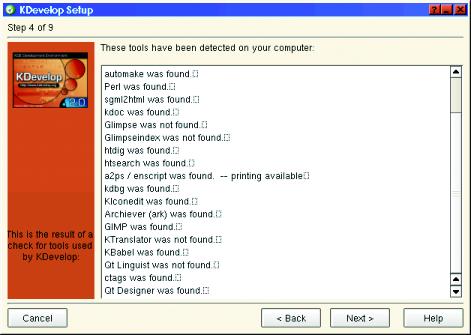 KDevelop Setup
Step 4 of 9
These tools have been detected on your computer:
KDevelop
2.0
This is the result of a
check for tools used
by KDevelop:
automake was found.
Perl was found.
sgml2html was found.
kdoc was found.
Glimpse was not found.
Glimpseindex was not found.
htdig was found.
htsearch was found.
a2ps / enscript was found. -- printing available
kdbg was found.
KIconedit was found.
Archiever (ark) was found.
GIMP was found.
KTranslator was not found.
KBabel was found.
Qt Linguist was not found.
ctags was found.
Qt Designer was found.
Cancel
< Back
Next >
Help